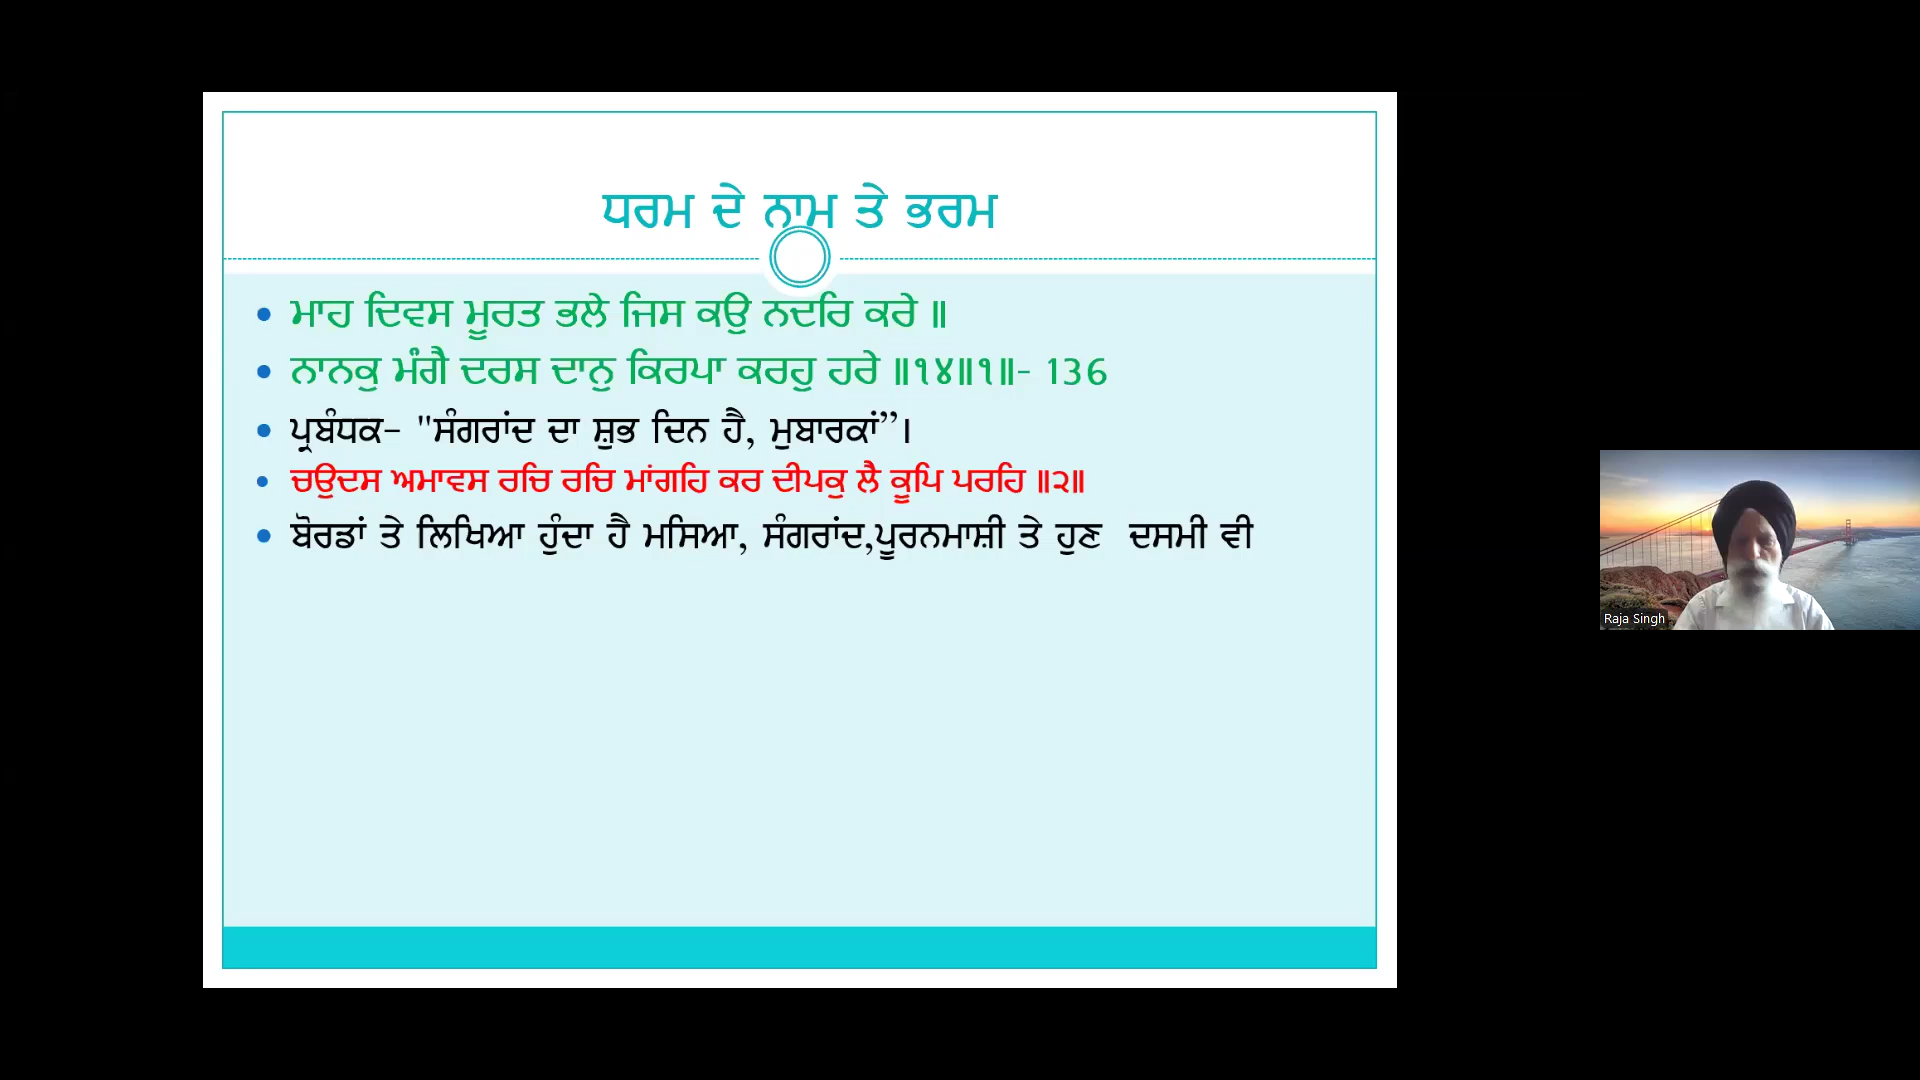 ਧਰਮ ਦੇ ਨਾਮ ਤੇ ਭਰਮ
• ਮਾਹ ਦਿਵਸ ਮੂਰਤ ਭਲੇ ਜਿਸ ਕਉ ਨਦਰਿ ਕਰੇ ॥
• ਨਾਨਕੁ ਮੰਗੈ ਦਰਸ ਦਾਨੁ ਕਿਰਪਾ ਕਰਹੁ ਹਰੇ ॥੧੪॥੧॥- 136
• ਪ੍ਰਬੰਧਕ- "ਸੰਗਰਾਂਦ ਦਾ ਸ਼ੁਭ ਦਿਨ ਹੈ, ਮੁਬਾਰਕਾਂ”।
• ਚਉਦਸ ਅਮਾਵਸ ਰਚਿ ਰਚਿ ਮਾਂਗਹਿ ਕਰ ਦੀਪਕੁ ਲੈ ਕੂਪਿ ਪਰਹਿ ॥੨॥
• ਬੋਰਡਾਂ ਤੇ ਲਿਖਿਆ ਹੁੰਦਾ ਹੈ ਮਸਿਆ, ਸੰਗਰਾਂਦ,ਪੂਰਨਮਾਸ਼ੀ ਤੇ ਹੁਣ ਦਸਮੀ ਵੀ
Raja Singh